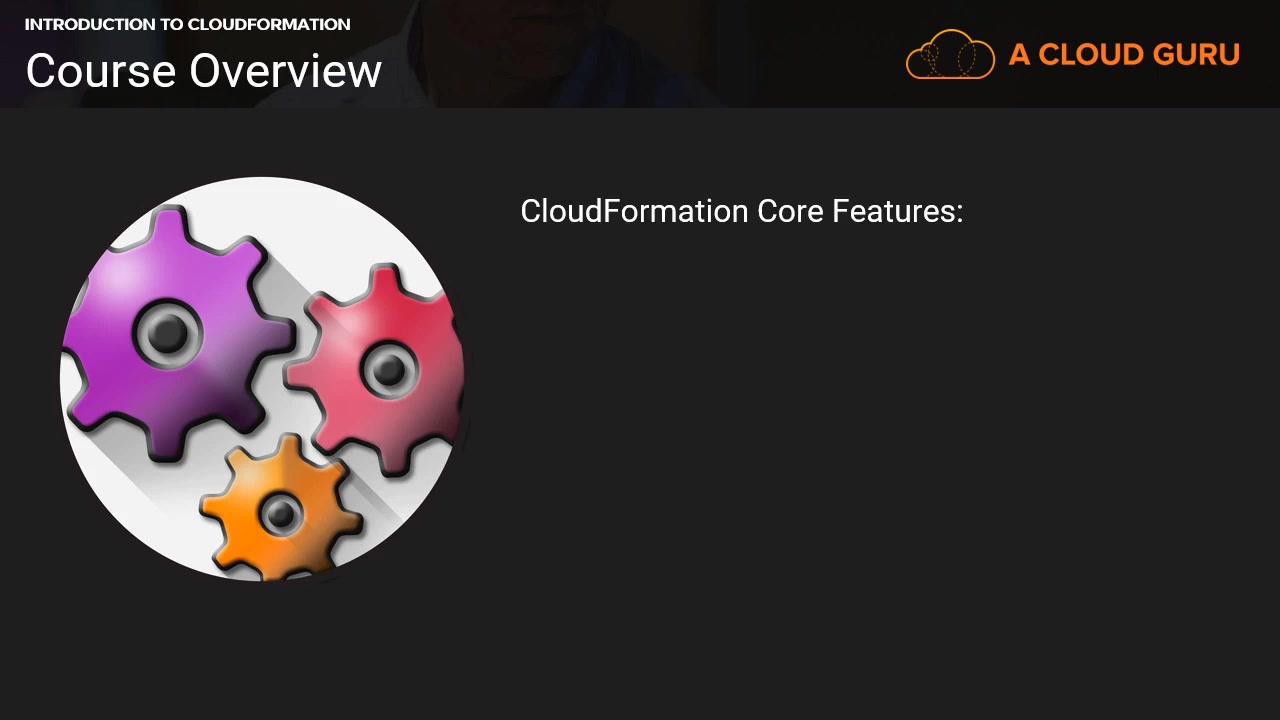 INTRODUCTION TO CLOUDFORMATION
Course Overview
A CLOUD GURU
CloudFormation Core Features: